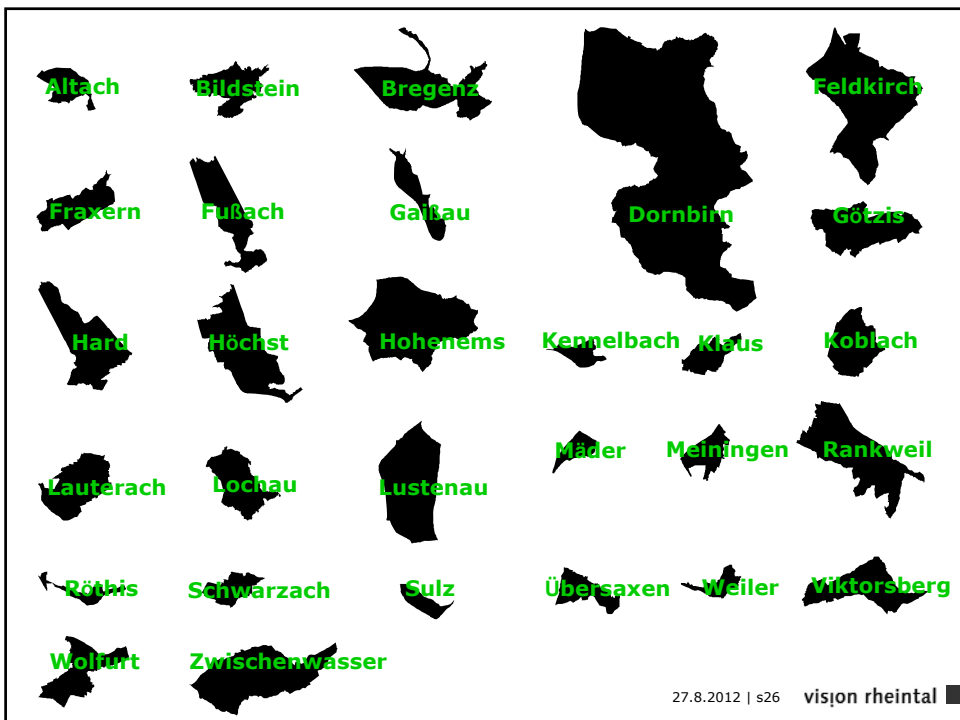 Altach Bildstein Bregenz Feldkirch
Fraxern Fußach Gaißau Dornbirn Götzis
Hard Höchst Hohenems Kennelbach Klaus Koblach
Lauterach Lochau Lustenau Mäder Meiningen Rankweil
Röthis Schwarzach Sulz Übersaxen Weiler Viktorsberg
Wolfurt Zwischenwasser
27.8.2012 | s26 vision rheintal